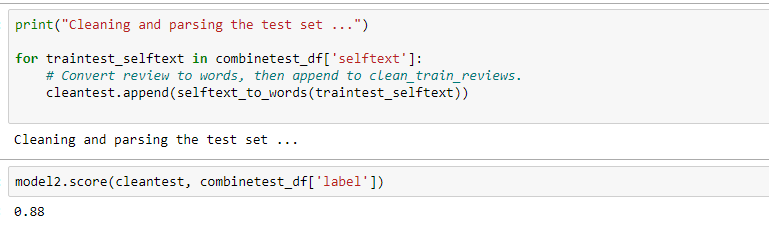 print("Cleaning and parsing the test set ...")
for traintest_selftext in combinetest_df['selftext']:
    # Convert review to words, then append to clean_train_reviews.
    cleantest.append(selftext_to_words(traintest_selftext))
Cleaning and parsing the test set ...
model2.score(cleantest, combinetest_df['label'])
0.88